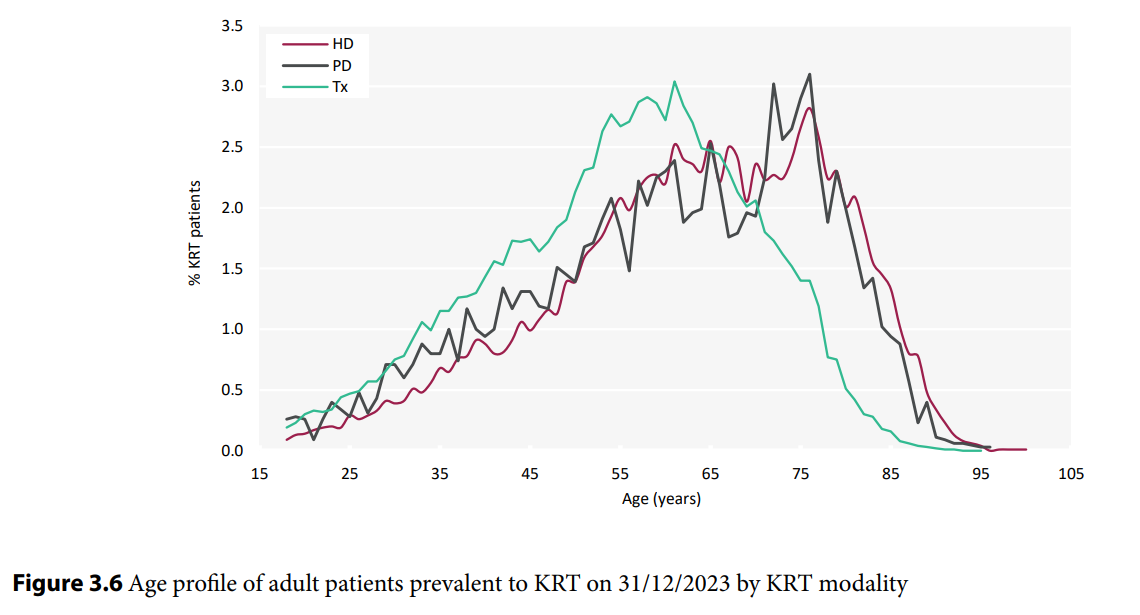 3.5
HD
PD
Tx
3.0
2.5
2.0
1.5
1.0
0.5
0.0
% KRT patients
15 25 35 45 55 65 75 85 95 105
Age (years)
Figure 3.6 Age profile of adult patients prevalent to KRT on 31/12/2023 by KRT modality